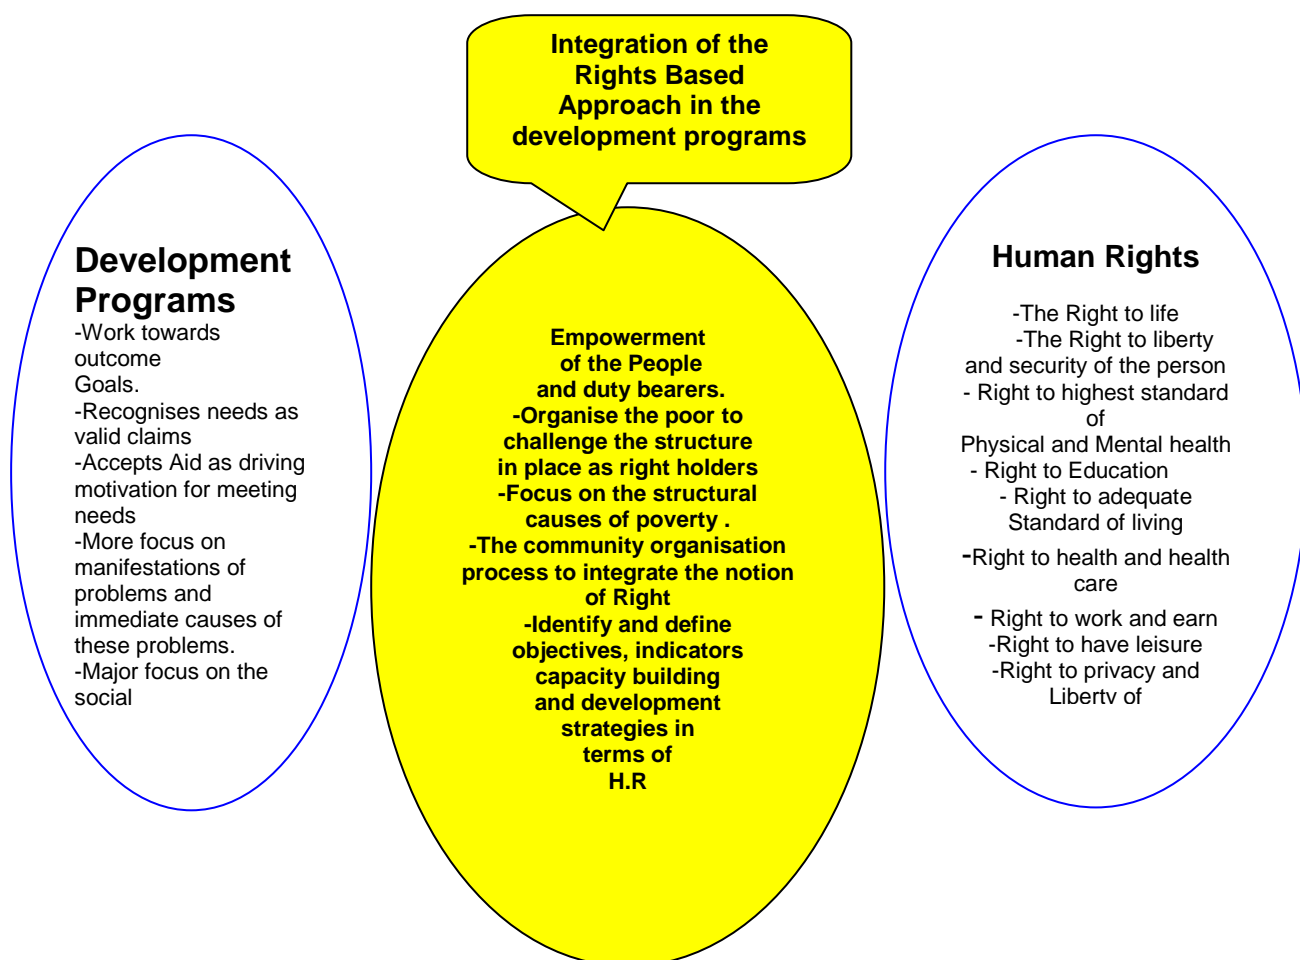 Integration of the
Rights Based
Approach in the
development programs
Development
Programs
-Work towards
outcome
Goals.
-Recognises needs as
valid claims
-Accepts Aid as driving
motivation for meeting
needs
-More focus on
manifestations of
problems and
immediate causes of
these problems.
-Major focus on the
social
Empowerment
of the People
and duty bearers.
-Organise the poor to
challenge the structure
in place as right holders
-Focus on the structural
causes of poverty .
-The community organisation
process to integrate the notion
of Right
-Identify and define
objectives, indicators
capacity building
and development
strategies in
terms of
H.R
Human Rights
-The Right to life
-The Right to liberty
and security of the person
- Right to highest standard
of
Physical and Mental health
- Right to Education
- Right to adequate
Standard of living
-Right to health and health
care
- Right to work and earn
-Right to have leisure
-Right to privacy and
Liberty of